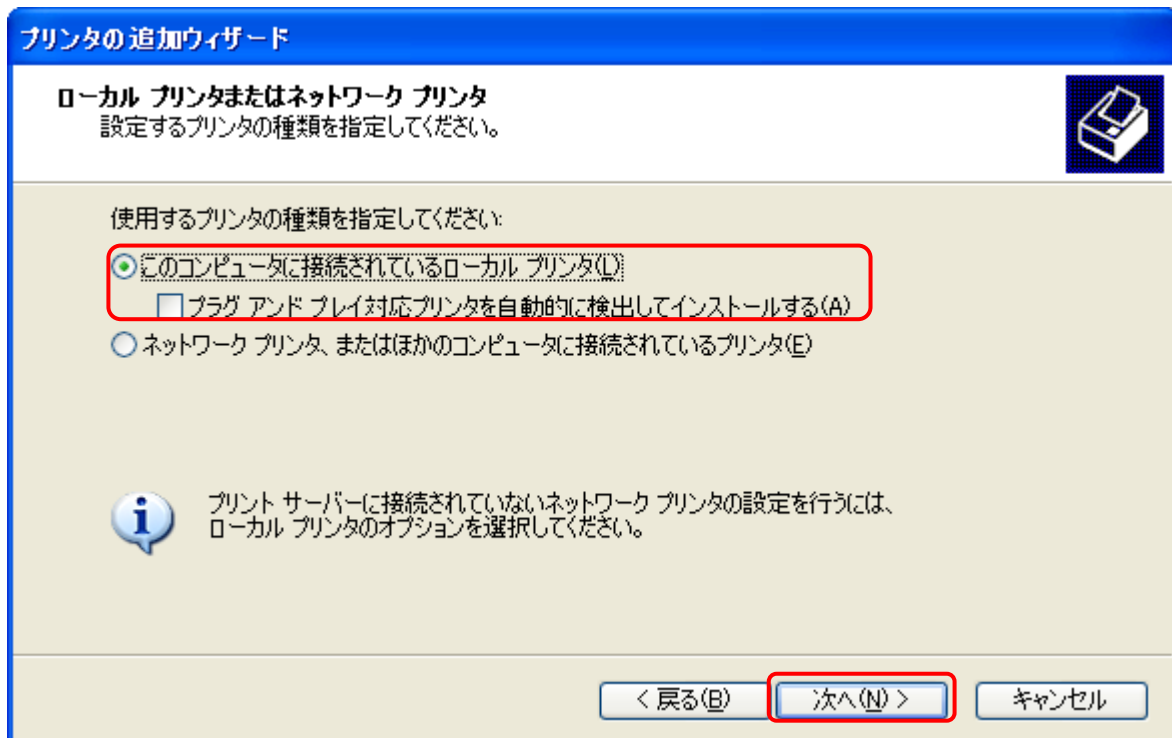 プリンタの追加ウィザード
ローカル プリンタまたはネットワーク プリンタ
設定するプリンタの種類を指定してください。
使用するプリンタの種類を指定してください:
このコンピュータに接続されているローカル プリンタ(L)
プラグ アンド プレイ対応プリンタを自動的に検出してインストールする(A)
ネットワーク プリンタ、またはほかのコンピュータに接続されているプリンタ(E)
プリント サーバーに接続されていないネットワーク プリンタの設定を行うには、
ローカル プリンタのオプションを選択してください。
< 戻る(B) 次へ(N) > キャンセル